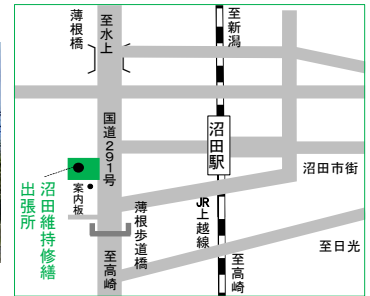 薄根橋
至水上
至新潟
国道291号
沼田駅
沼田市街
案内板
沼田維持修繕
出張所
薄根歩道橋
JR上越線
至日光
至高崎
至高崎